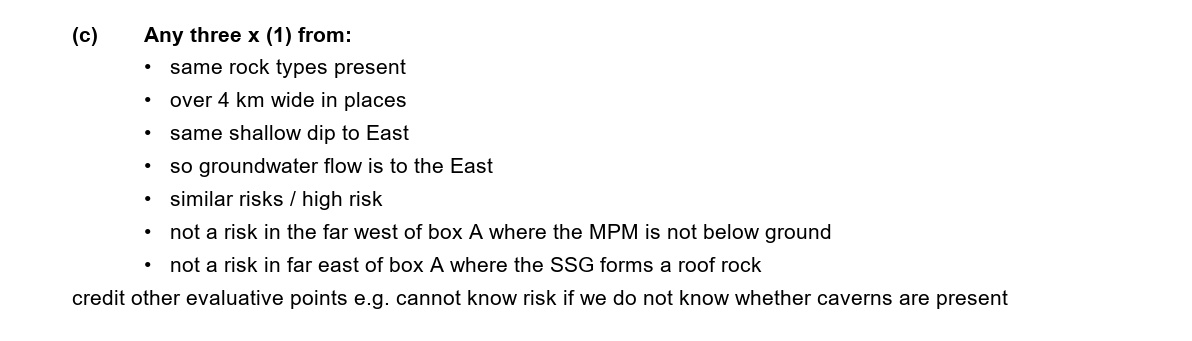 (c) Any three x (1) from:
• same rock types present
• over 4 km wide in places
• same shallow dip to East
• so groundwater flow is to the East
• similar risks / high risk
• not a risk in the far west of box A where the MPM is not below ground
• not a risk in far east of box A where the SSG forms a roof rock
credit other evaluative points e.g. cannot know risk if we do not know whether caverns are present